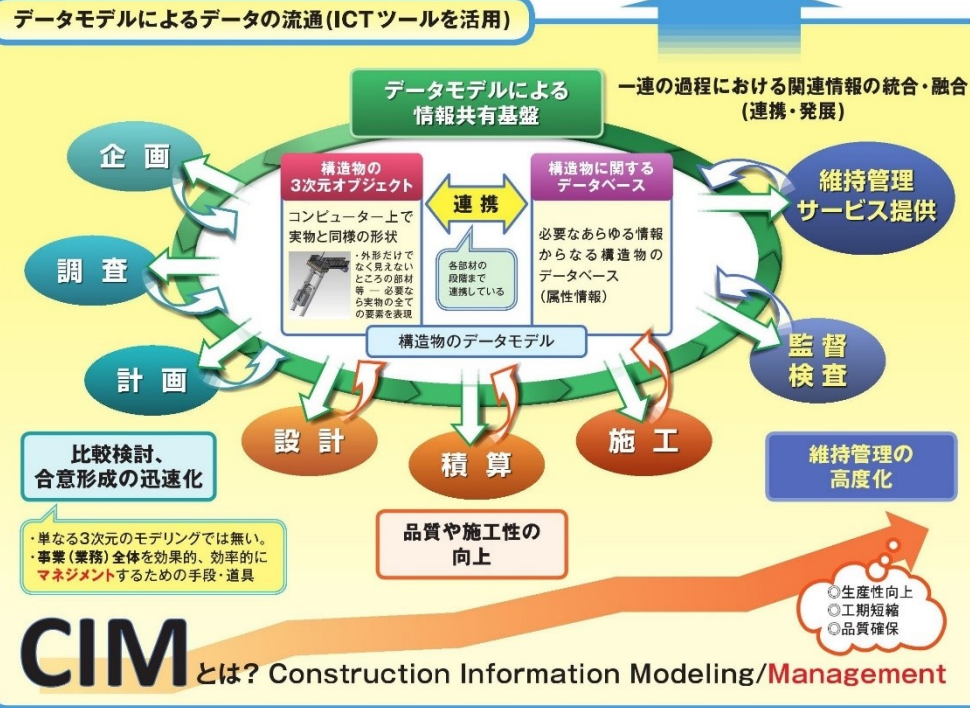 データモデルによるデータの流通(ICTツールを活用)
一連の過程における関連情報の統合・融合
(連携・発展)
データモデルによる
情報共有基盤
企画
調査
計画
設計
積算
施工
監督
検査
維持管理
サービス提供
構造物の
3次元オブジェクト
コンピューター上で
実物と同様の形状
・外形だけで
なく見えない
ところの部材
等 ― 必要な
ら実物の全て
の要素を表現
連携
各部材の
段階まで
連携している
構造物に関する
データベース
必要なあらゆる情報
からなる構造物の
データベース
(属性情報)
構造物のデータモデル
比較検討、
合意形成の迅速化
・単なる3次元のモデリングでは無い。
・事業(業務)全体を効果的、効率的に
マネジメントするための手段・道具
品質や施工性の
向上
維持管理の
高度化
◎生産性向上
◎工期短縮
◎品質確保
CIMとは? Construction Information Modeling/Management